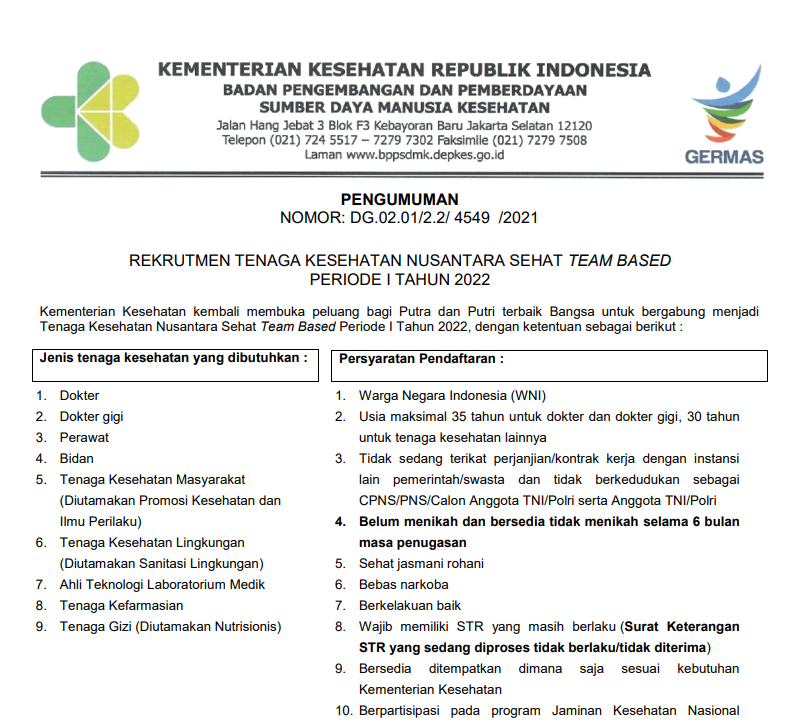 KEMENTERIAN KESEHATAN REPUBLIK INDONESIA
BADAN PENGEMBANGAN DAN PEMBERDAYAAN
SUMBER DAYA MANUSIA KESEHATAN
Jalan Hang Jebat 3 Blok F3 Kebayoran Baru Jakarta Selatan 12120
Telepon (021) 724 5517 – 7279 7302 Faksimile (021) 7279 7508
Laman www.bppsdmk.depkes.go.id
GERMAS
PENGUMUMAN
NOMOR: DG.02.01/2.2/ 4549 /2021
REKRUTMEN TENAGA KESEHATAN NUSANTARA SEHAT TEAM BASED
PERIODE I TAHUN 2022
Kementerian Kesehatan kembali membuka peluang bagi Putra dan Putri terbaik Bangsa untuk bergabung menjadi
Tenaga Kesehatan Nusantara Sehat Team Based Periode I Tahun 2022, dengan ketentuan sebagai berikut :
Jenis tenaga kesehatan yang dibutuhkan :
1. Dokter
2. Dokter gigi
3. Perawat
4. Bidan
5. Tenaga Kesehatan Masyarakat
(Diutamakan Promosi Kesehatan dan
Ilmu Perilaku)
6. Tenaga Kesehatan Lingkungan
(Diutamakan Sanitasi Lingkungan)
7. Ahli Teknologi Laboratorium Medik
8. Tenaga Kefarmasian
9. Tenaga Gizi (Diutamakan Nutrisionis)
Persyaratan Pendaftaran :
1. Warga Negara Indonesia (WNI)
2. Usia maksimal 35 tahun untuk dokter dan dokter gigi, 30 tahun
untuk tenaga kesehatan lainnya
3. Tidak sedang terikat perjanjian/kontrak kerja dengan instansi
lain pemerintah/swasta dan tidak berkedudukan sebagai
CPNS/PNS/Calon Anggota TNI/Polri serta Anggota TNI/Polri
4. Belum menikah dan bersedia tidak menikah selama 6 bulan
masa penugasan
5. Sehat jasmani rohani
6. Bebas narkoba
7. Berkelakuan baik
8. Wajib memiliki STR yang masih berlaku (Surat Keterangan
STR yang sedang diproses tidak berlaku/tidak diterima)
9. Bersedia ditempatkan dimana saja sesuai kebutuhan
Kementerian Kesehatan
10. Berpartisipasi pada program Jaminan Kesehatan Nasional